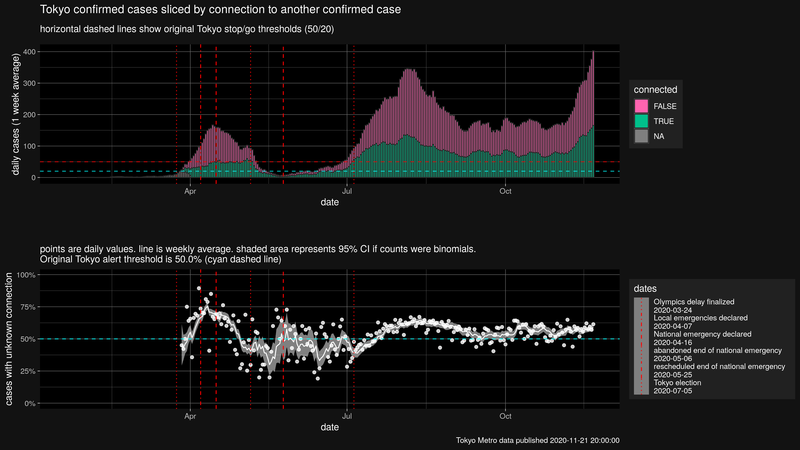 Tokyo confirmed cases sliced by connection to another confirmed case
horizontal dashed lines show original Tokyo stop/go thresholds (50/20)
daily cases (1 week average)
400
300
200
100
0
Apr
Jul
Oct
date
connected
FALSE
TRUE
NA
points are daily values. line is weekly average. shaded area represents 95% CI if counts were binomials.
Original Tokyo alert threshold is 50.0% (cyan dashed line)
cases with unknown connection
100%
75%
50%
25%
0%
Apr
Jul
Oct
date
dates
Olympics delay finalized
2020-03-24
Local emergencies declared
2020-04-07
National emergency declared
2020-04-16
abandoned end of national emergency
2020-05-06
rescheduled end of national emergency
2020-05-25
Tokyo election
2020-07-05
Tokyo Metro data published 2020-11-21 20:00:00